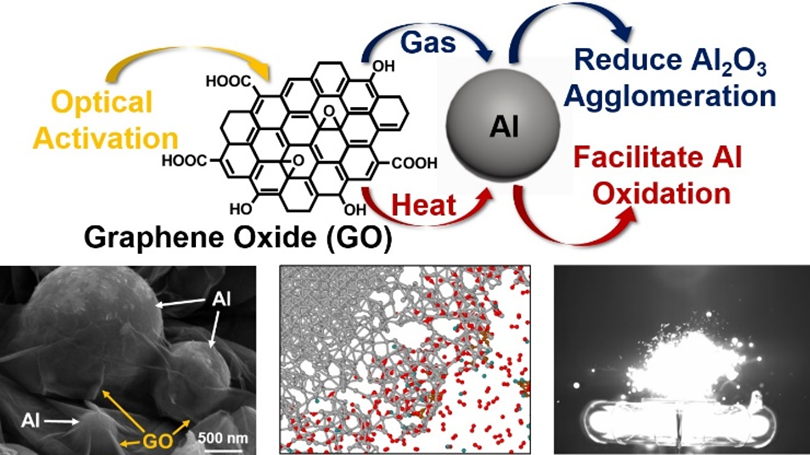 Optical
Activation
HOOC
HOOC
HO
OH
O
O
COOH
OH
Graphene Oxide (GO)
Gas
Heat
Al
Reduce Al₂O₃
Agglomeration
Facilitate Al
Oxidation
Al
Al
GO
500 nm